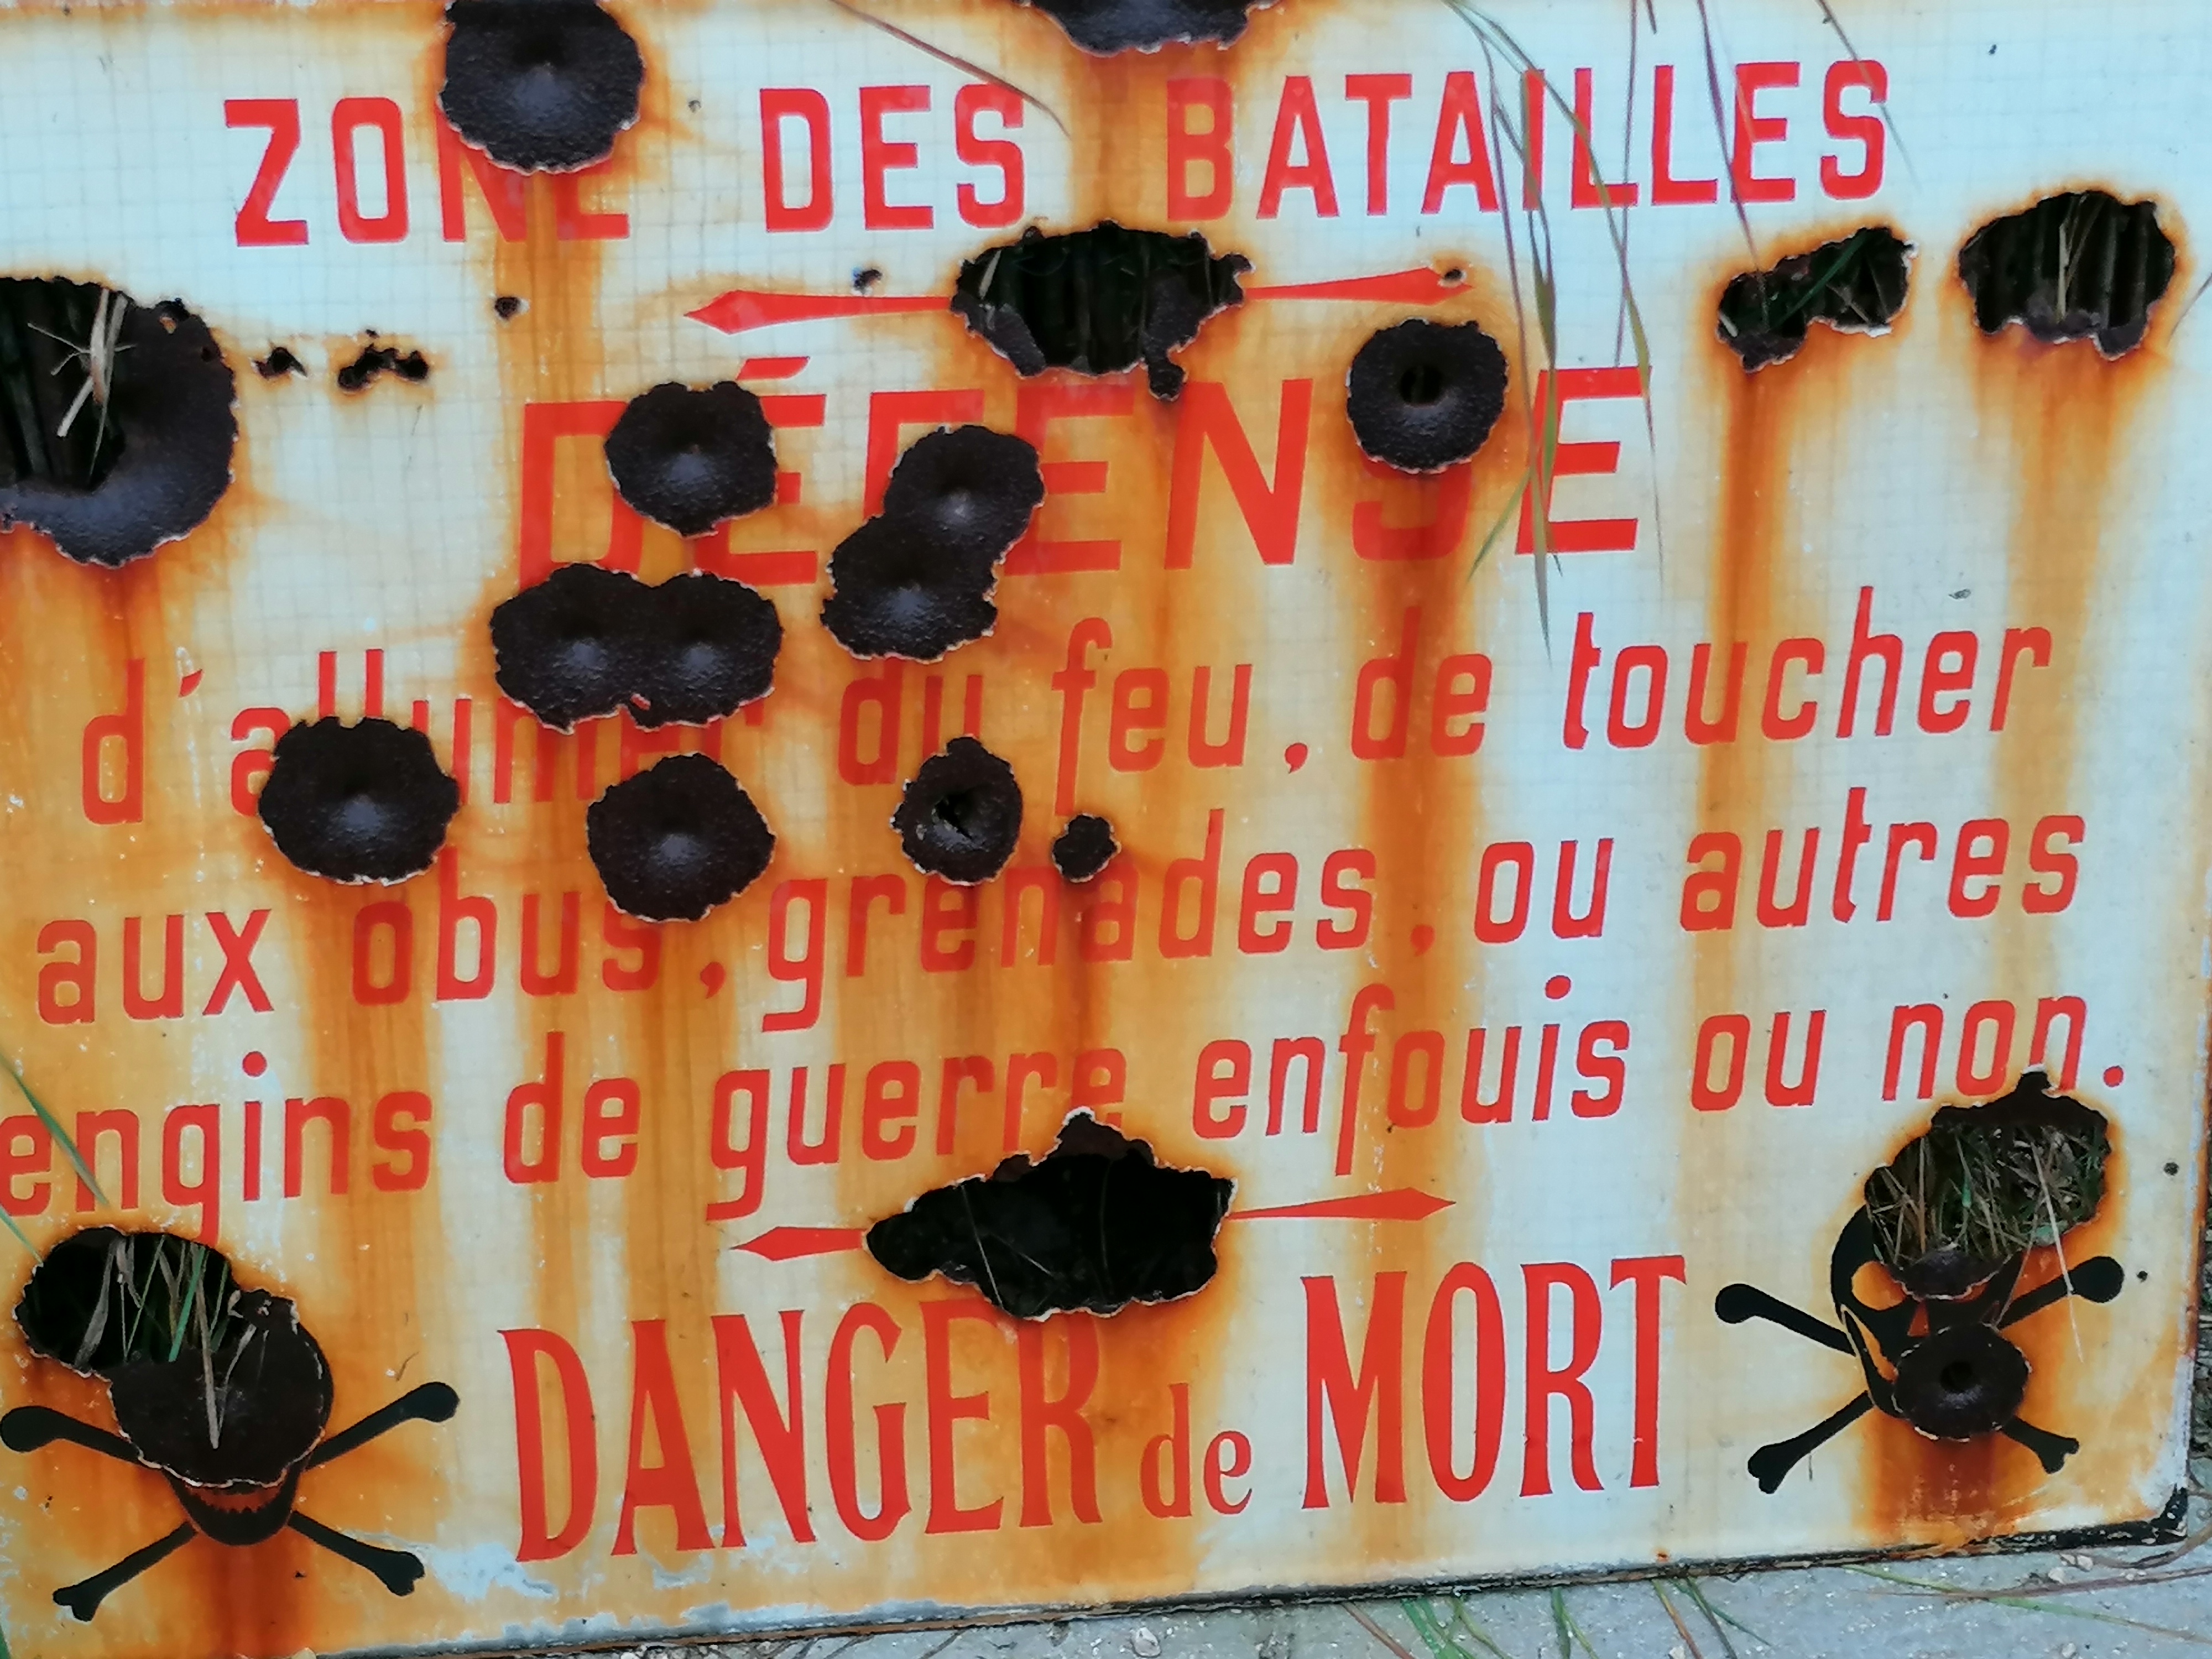 ZONE DES BATAILLES
DÉFENSE
d'allumer du feu, de toucher
aux obus, grenades, ou autres
engins de guerre enfouis ou non.
DANGER de MORT